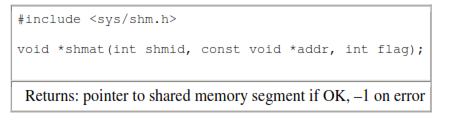 #include <sys/shm.h>
void *shmat(int shmid, const void *addr, int flag);
Returns: pointer to shared memory segment if OK, –1 on error